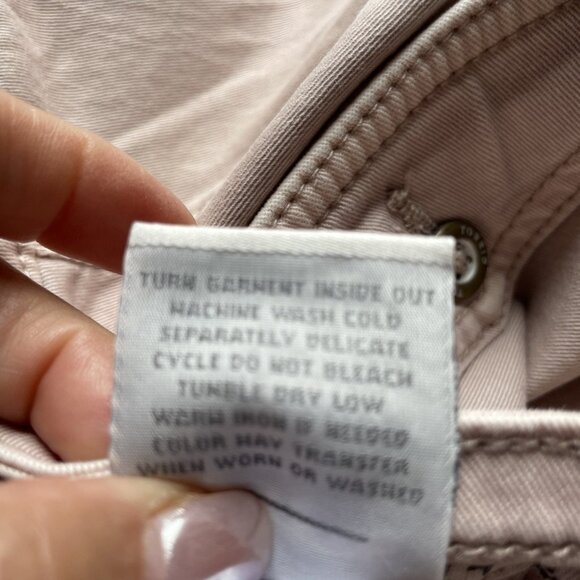 TURN GARMENT INSIDE OUT
MACHINE WASH COLD
SEPARATELY DELICATE
CYCLE DO NOT BLEACH
TUMBLE DRY LOW
WARM IRON IF NEEDED
COLOR MAY TRANSFER
WHEN WORN OR WASHED
TORRID